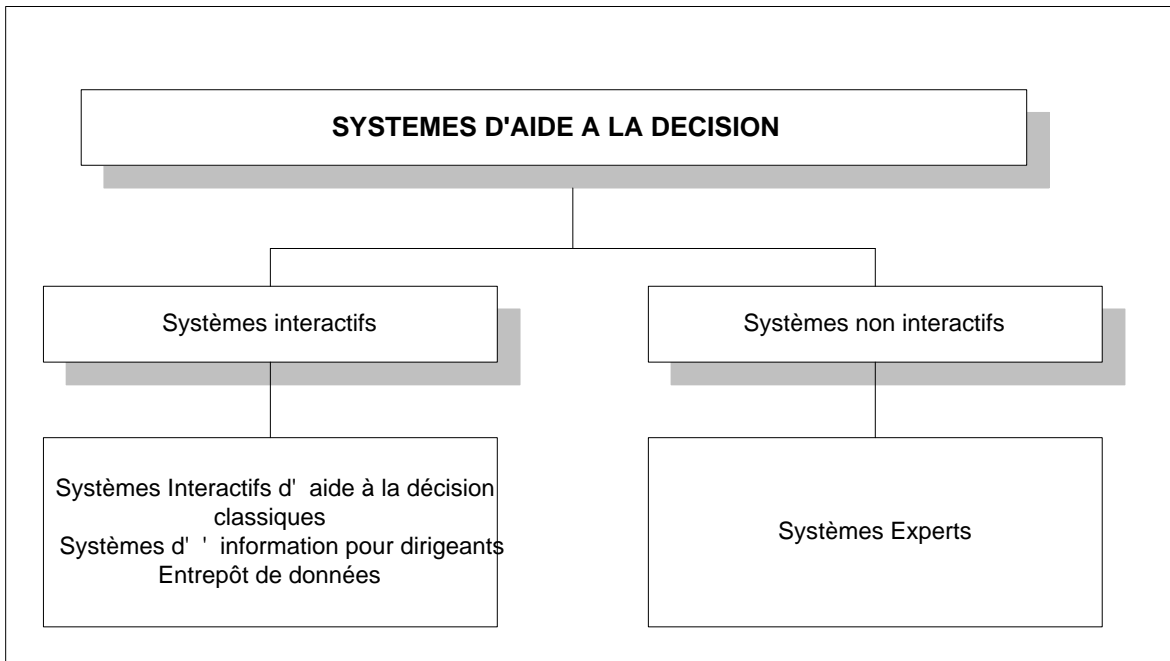 SYSTEMES D'AIDE A LA DECISION
Systèmes interactifs
Systèmes non interactifs
Systèmes Interactifs d' aide à la décision
classiques
Systèmes d' ' information pour dirigeants
Entrepôt de données
Systèmes Experts